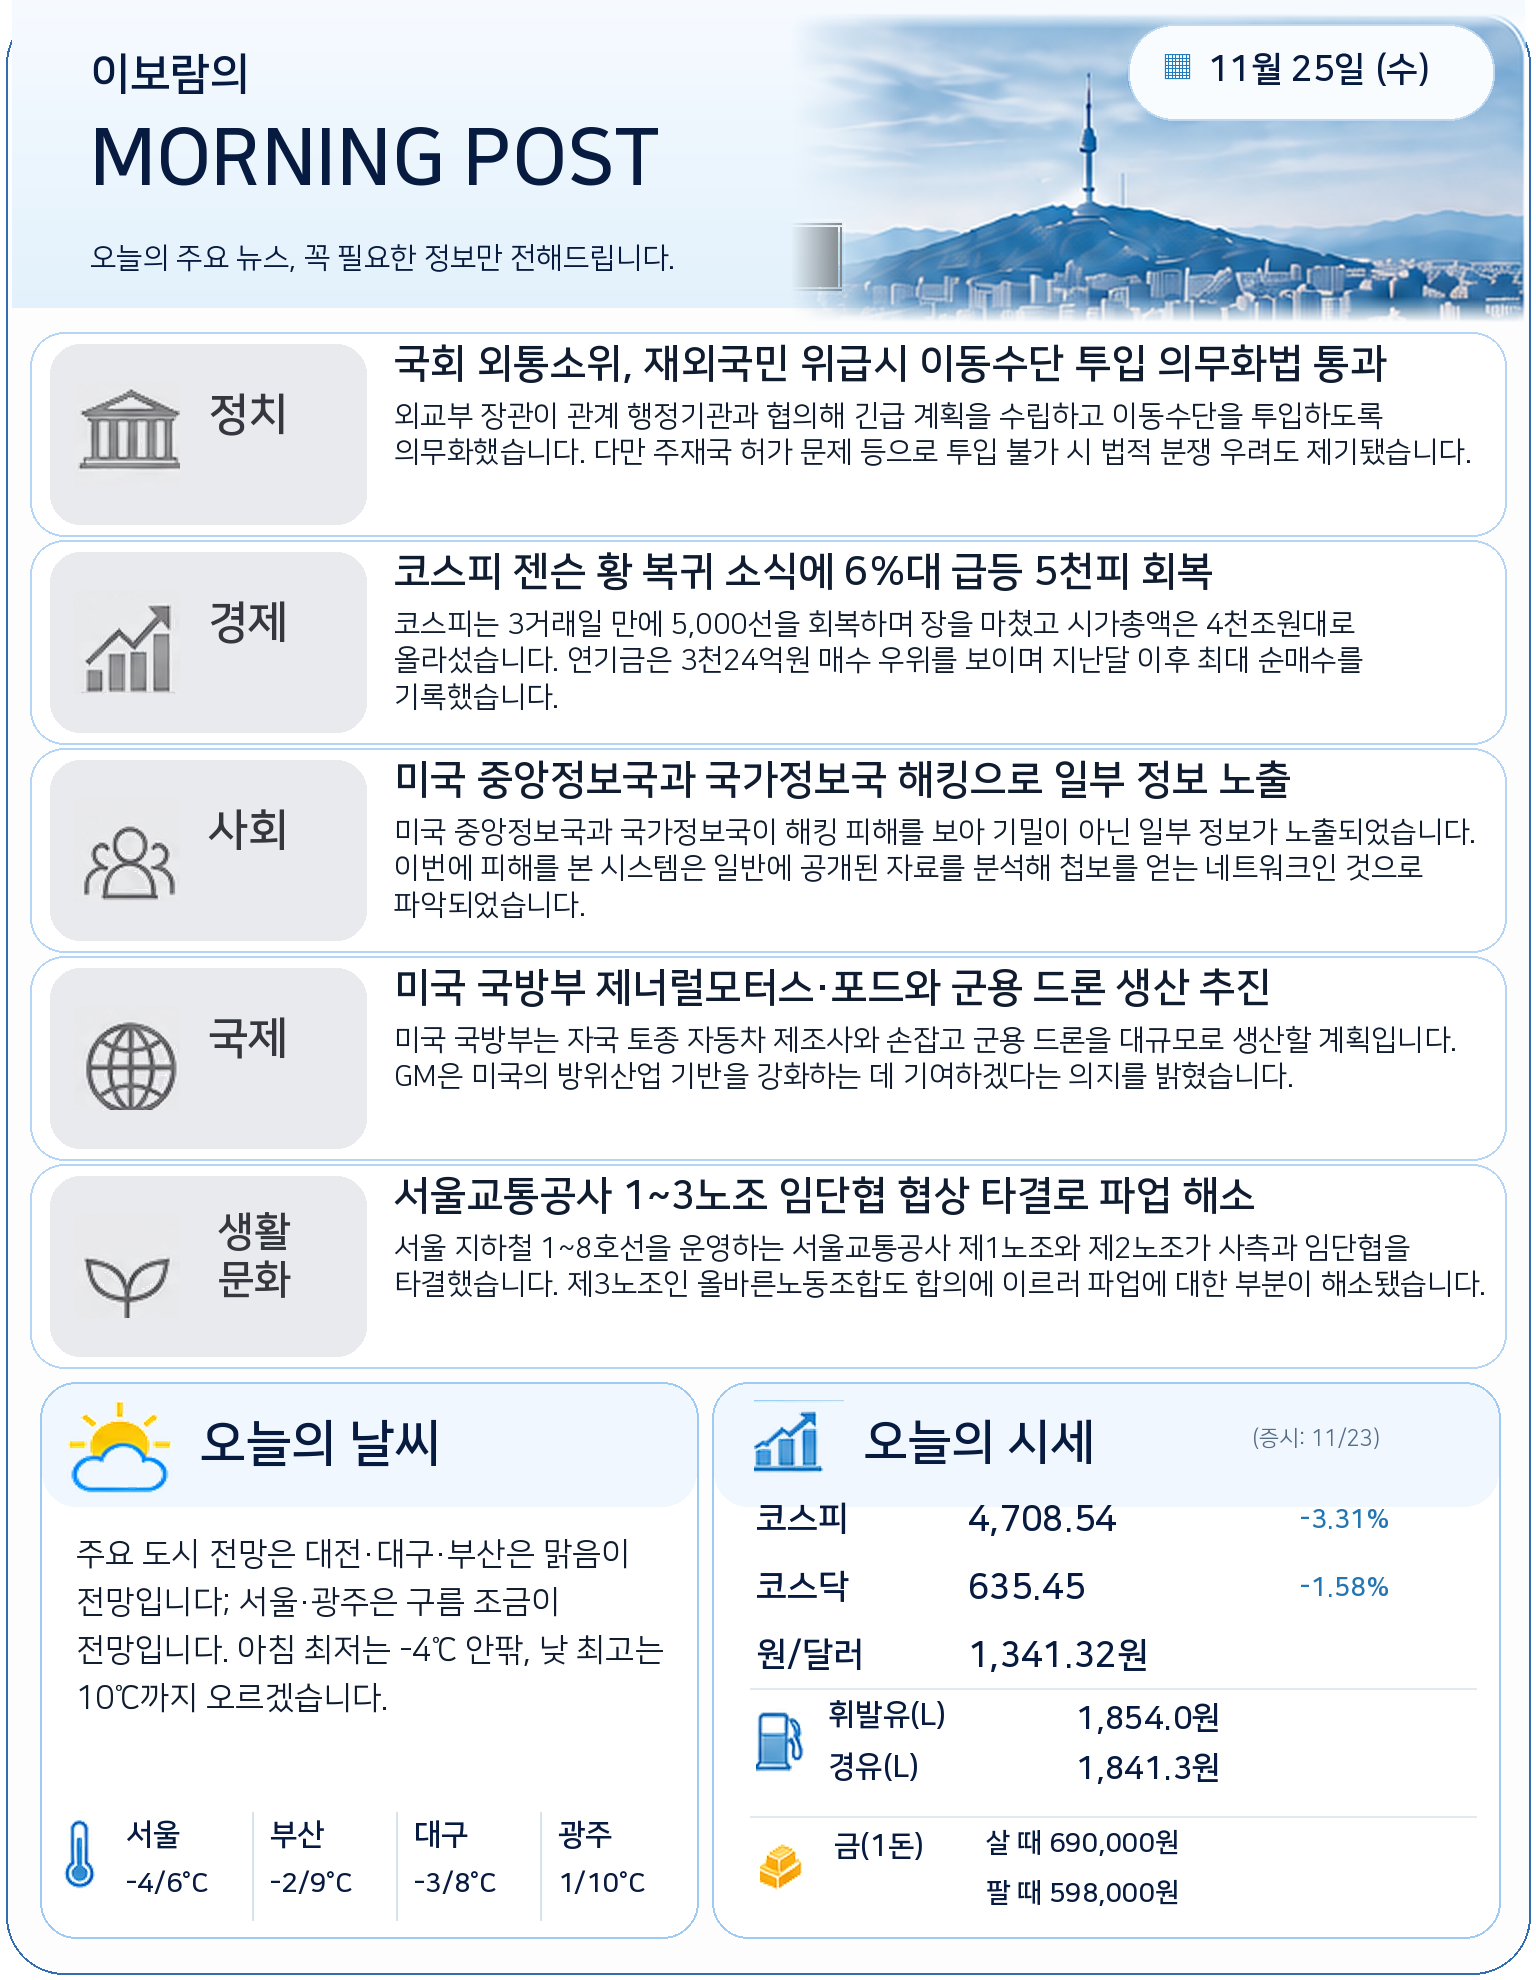 이보람의
MORNING POST
오늘의 주요 뉴스, 꼭 필요한 정보만 전해드립니다.
11월 25일 (수)
정치
국회 외통소위, 재외국민 위급시 이동수단 투입 의무화법 통과
외교부 장관이 관계 행정기관과 협의해 긴급 계획을 수립하고 이동수단을 투입하도록
의무화했습니다. 다만 주재국 허가 문제 등으로 투입 불가 시 법적 분쟁 우려도 제기됐습니다.
경제
코스피 젠슨 황 복귀 소식에 6%대 급등 5천피 회복
코스피는 3거래일 만에 5,000선을 회복하며 장을 마쳤고 시가총액은 4천조원대로
올라섰습니다. 연기금은 3천24억원 매수 우위를 보이며 지난달 이후 최대 순매수를
기록했습니다.
사회
미국 중앙정보국과 국가정보국 해킹으로 일부 정보 노출
미국 중앙정보국과 국가정보국이 해킹 피해를 보아 기밀이 아닌 일부 정보가 노출되었습니다.
이번에 피해를 본 시스템은 일반에 공개된 자료를 분석해 첩보를 얻는 네트워크인 것으로
파악되었습니다.
국제
미국 국방부 제너럴모터스·포드와 군용 드론 생산 추진
미국 국방부는 자국 토종 자동차 제조사와 손잡고 군용 드론을 대규모로 생산할 계획입니다.
GM은 미국의 방위산업 기반을 강화하는 데 기여하겠다는 의지를 밝혔습니다.
생활
문화
서울교통공사 1~3노조 임단협 협상 타결로 파업 해소
서울 지하철 1~8호선을 운영하는 서울교통공사 제1노조와 제2노조가 사측과 임단협을
타결했습니다. 제3노조인 올바른노동조합도 합의에 이르러 파업에 대한 부분이 해소됐습니다.
오늘의 날씨
주요 도시 전망은 대전·대구·부산은 맑음이
전망입니다; 서울·광주은 구름 조금이
전망입니다. 아침 최저는 -4℃ 안팎, 낮 최고는
10℃까지 오르겠습니다.
서울 부산 대구 광주
-4/6°C -2/9°C -3/8°C 1/10°C
오늘의 시세 (증시: 11/23)
코스피 4,708.54 -3.31%
코스닥 635.45 -1.58%
원/달러 1,341.32원
휘발유(L) 1,854.0원
경유(L) 1,841.3원
금(1돈) 살 때 690,000원
팔 때 598,000원